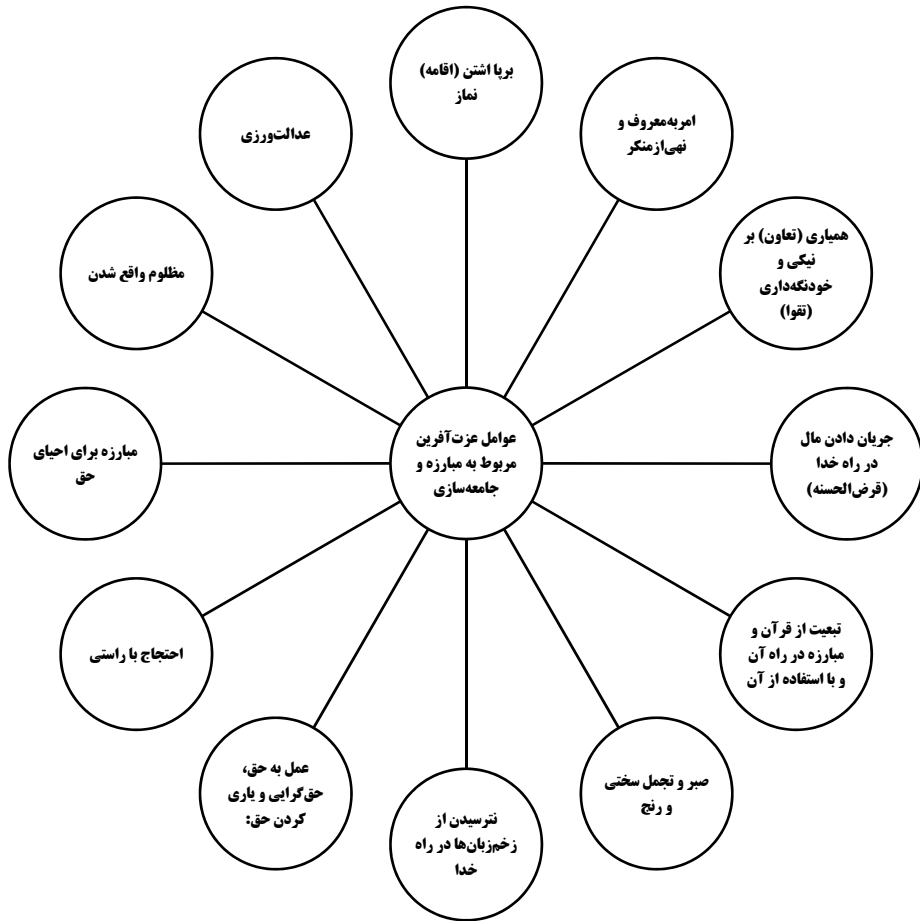 برپا اشتن (اقامه)
نماز
امربه‌معروف و
نهی‌ازمنکر
همیاری (تعاون) بر
نیکی و
خودنگه‌داری
(تقوا)
جریان دادن مال
در راه خدا
(قرض‌الحسنه)
تبعیت از قرآن و
مبارزه در راه آن
و با استفاده از آن
صبر و تجمل سختی
و رنج
نترسیدن از
زخم‌زبان‌ها در راه
خدا
عمل به حق،
حق‌گرایی و یاری
کردن حق:
احتجاج با راستی
مبارزه برای احیای
حق
مظلوم واقع شدن
عدالت‌ورزی
عوامل عزت‌آفرین
مربوط به مبارزه و
جامعه‌سازی